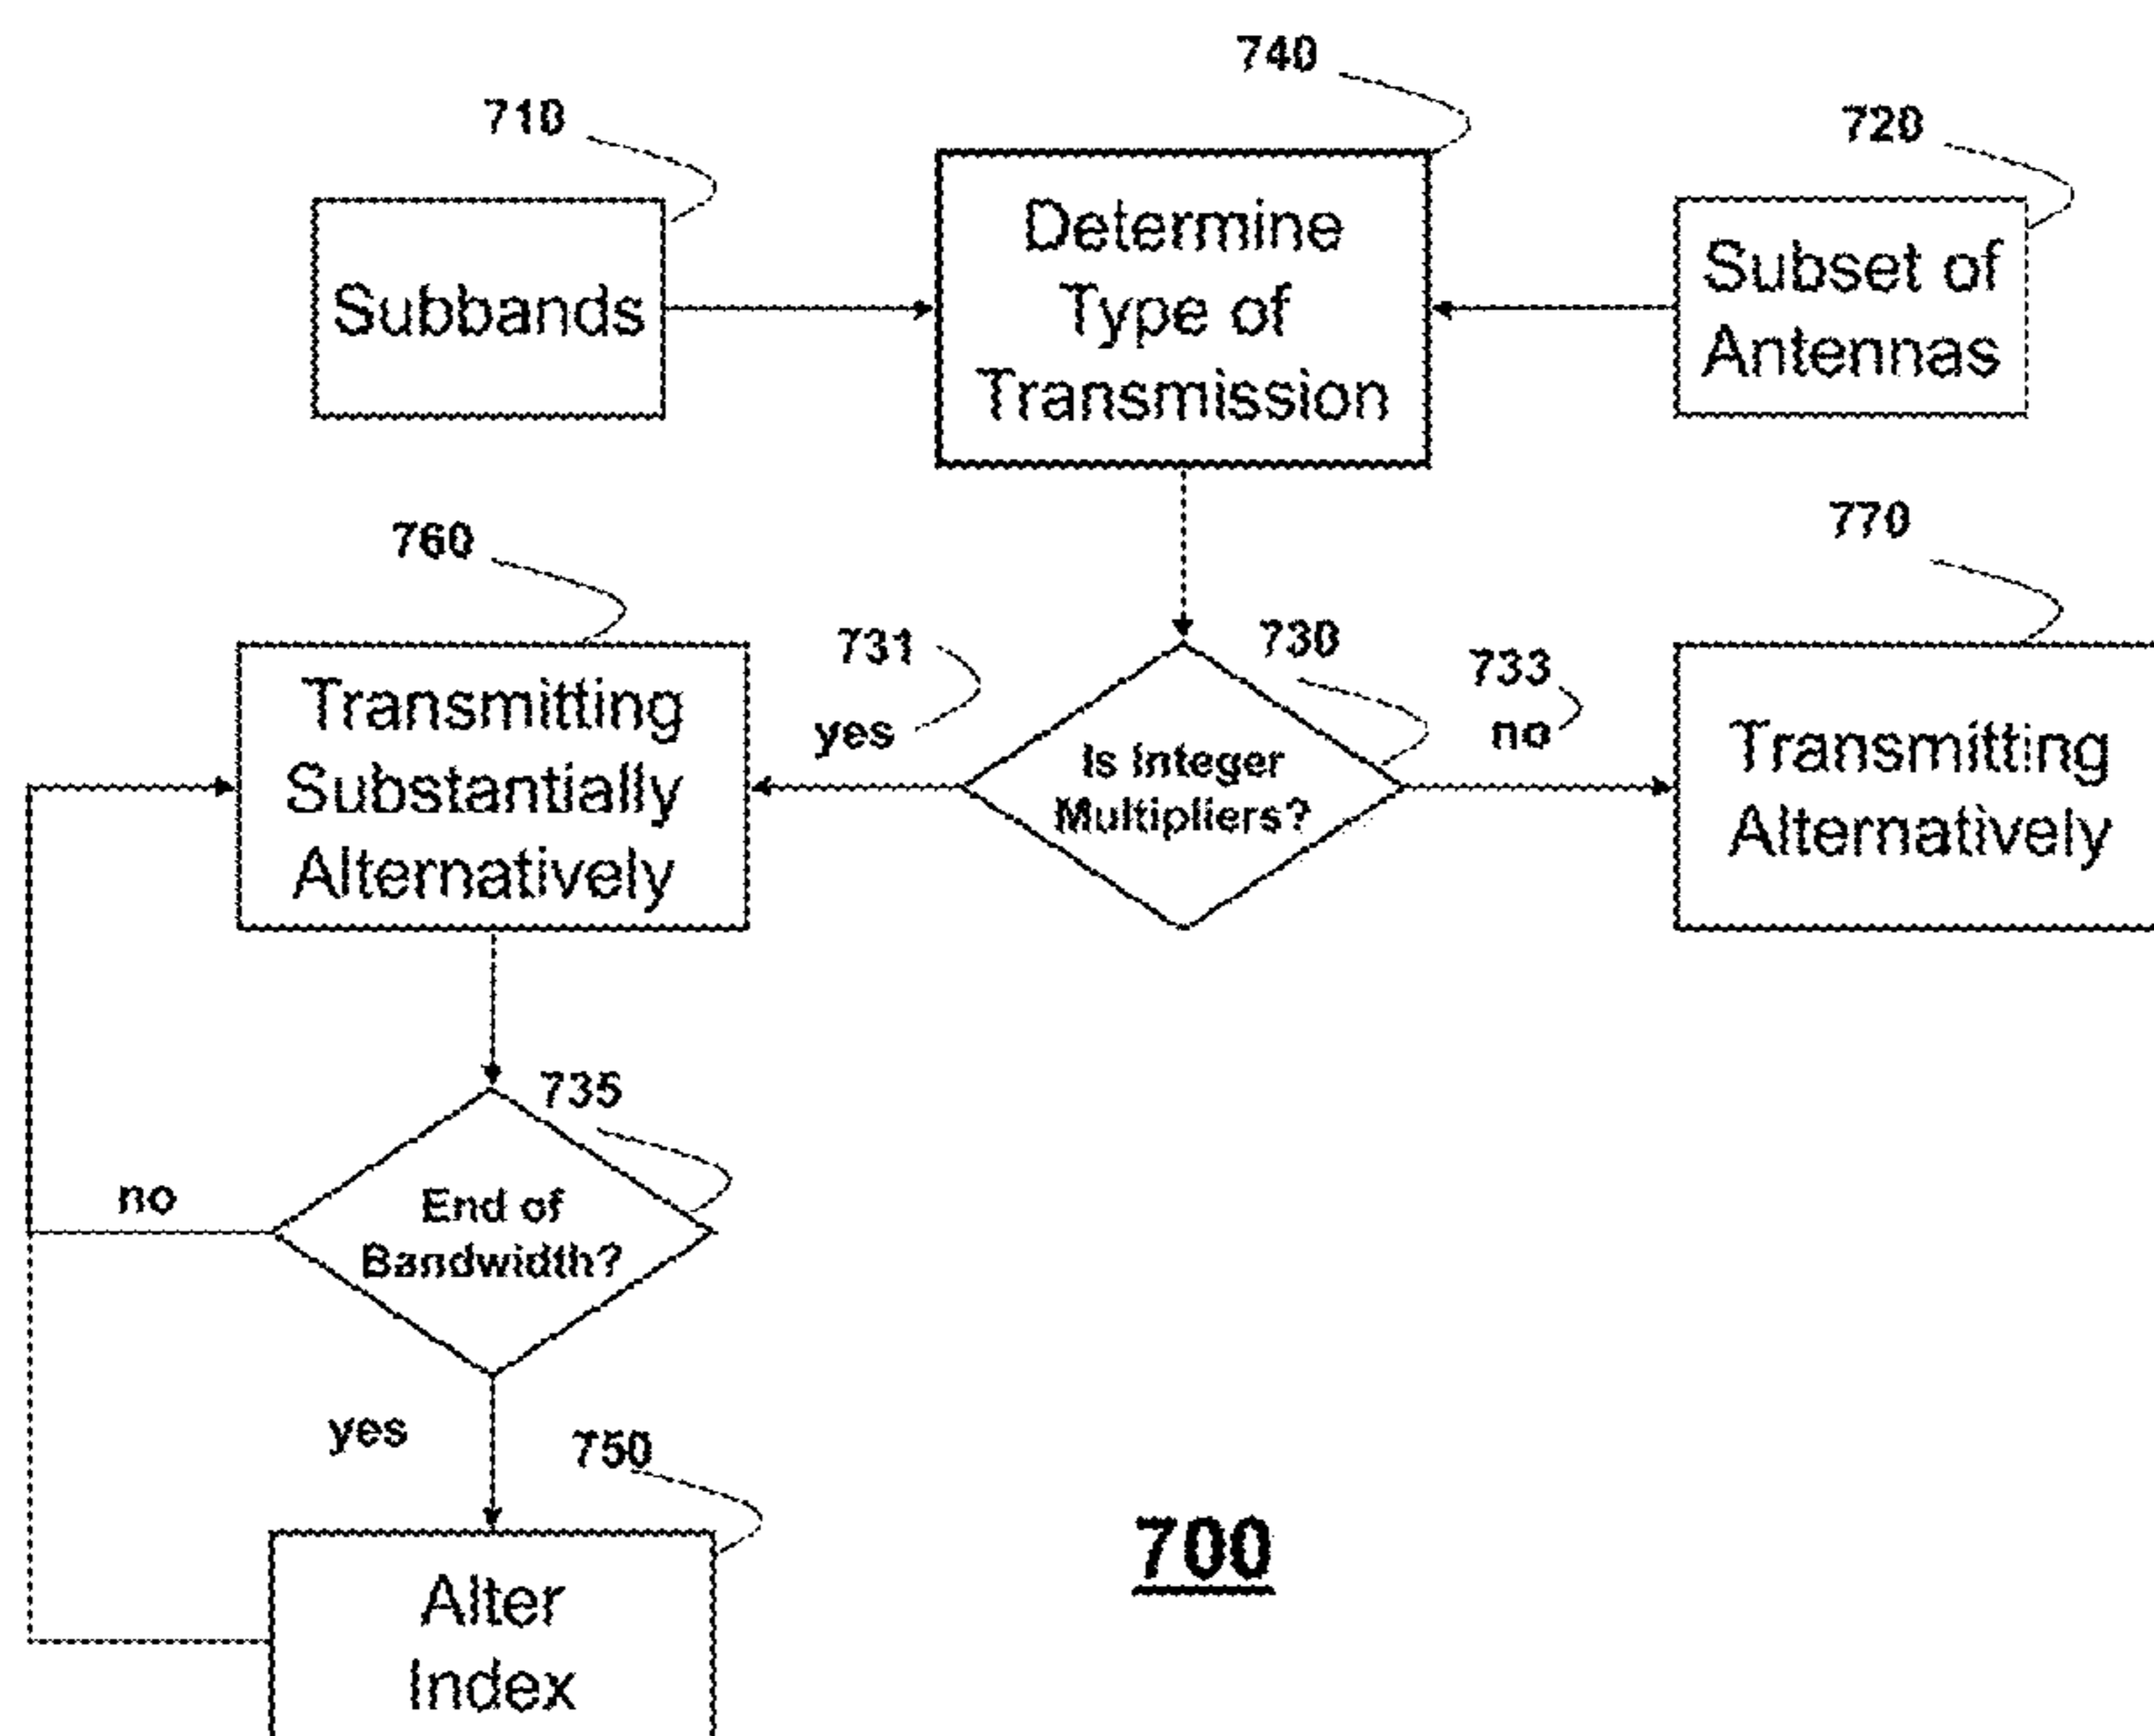 740
710
720
Subbands
Determine
Type of
Transmission
Subset of
Antennas
760
770
731
yes
730
733
no
Transmitting
Substantially
Alternatively
Is Integer
Multipliers?
Transmitting
Alternatively
735
no
End of
Bandwidth?
yes
750
Alter
Index
700